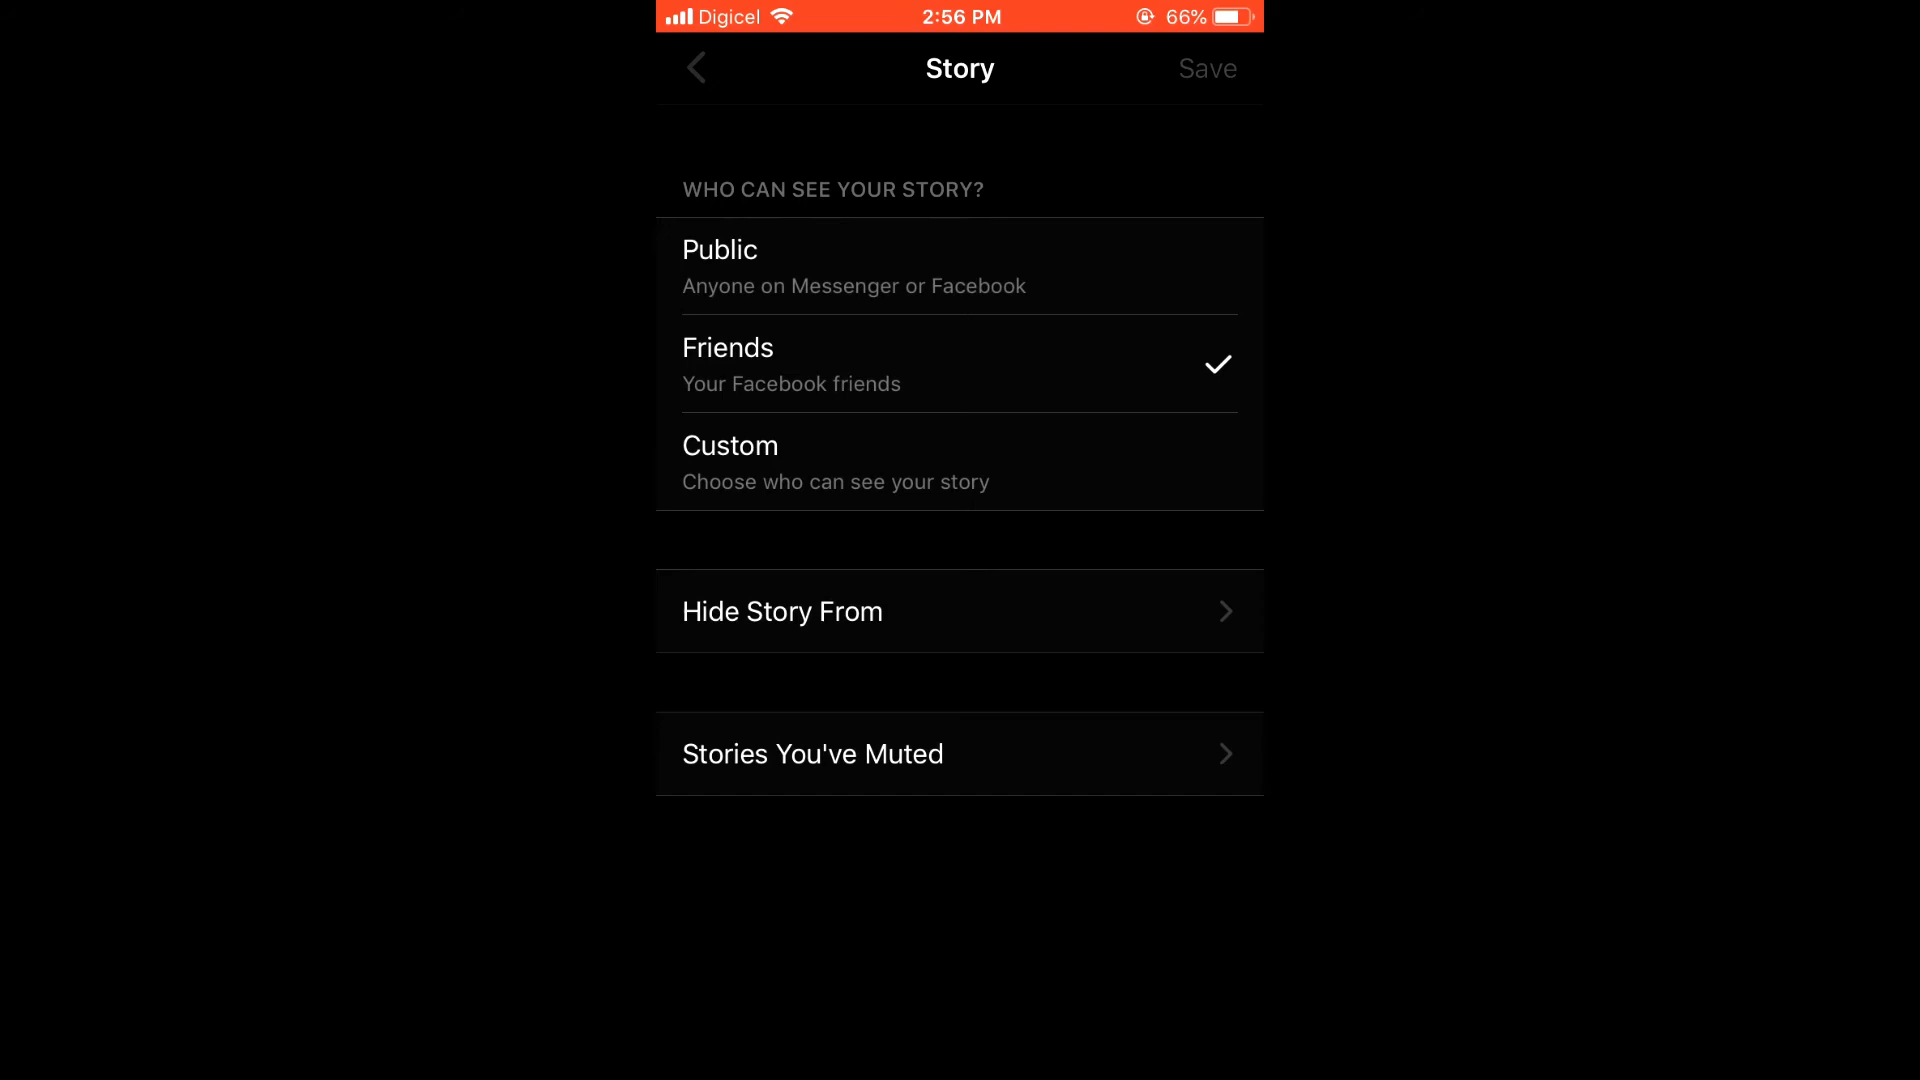 Digicel 2:56 PM 66%
Story Save
WHO CAN SEE YOUR STORY?
Public
Anyone on Messenger or Facebook
Friends
Your Facebook friends
Custom
Choose who can see your story
Hide Story From
Stories You've Muted